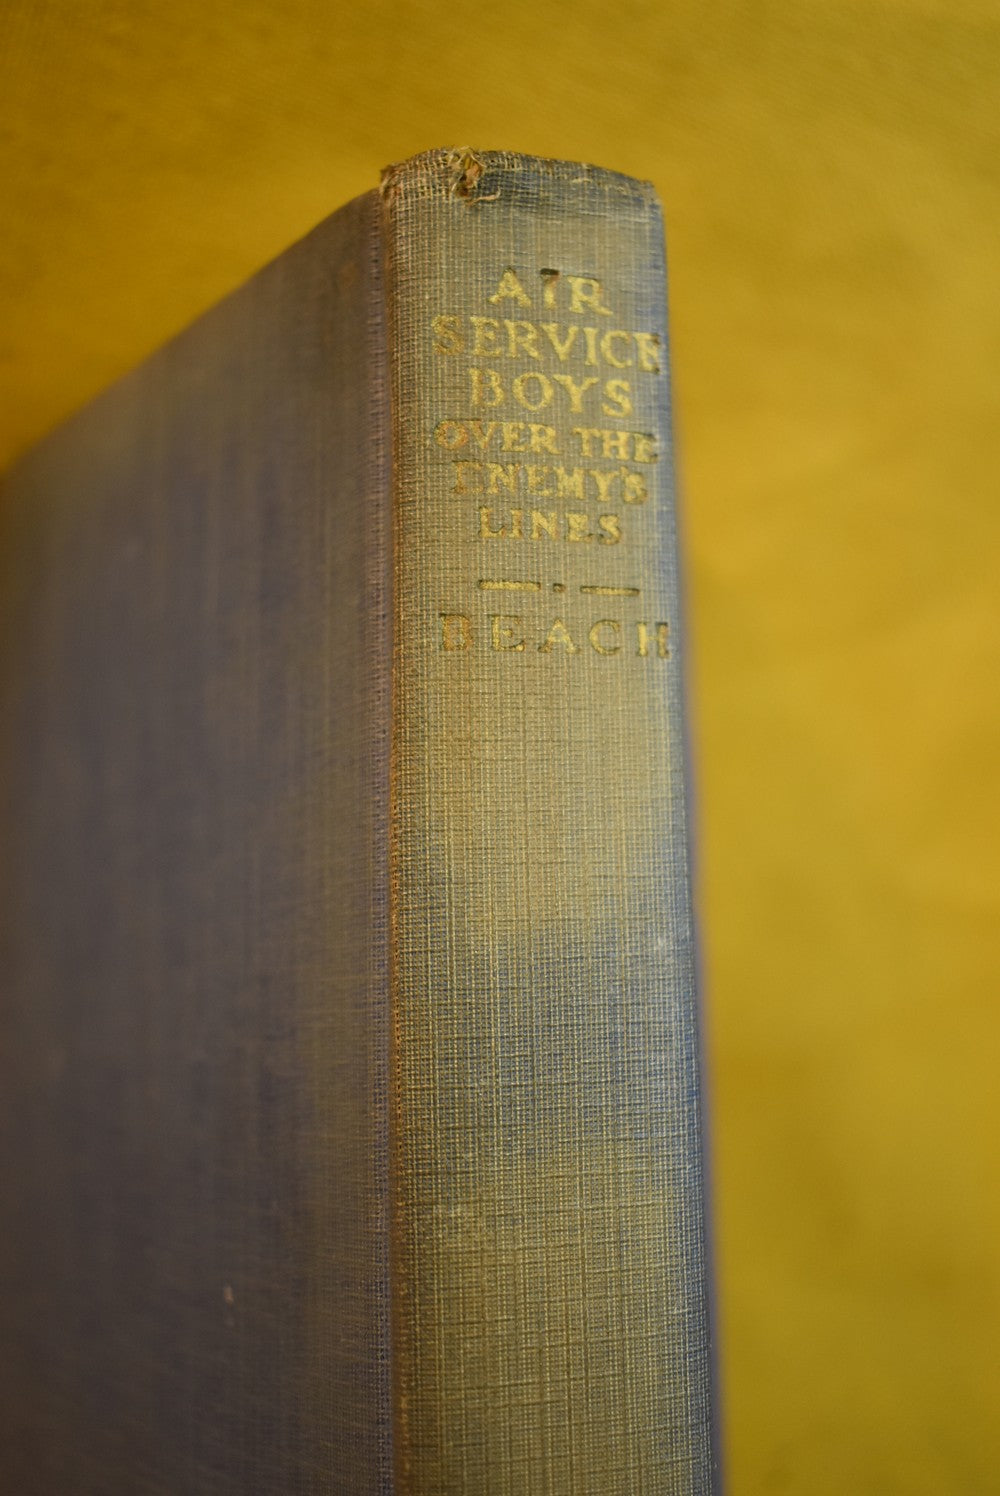 AIR
SERVICE
BOYS
OVER THE
ENEMY'S
LINES
BEACH